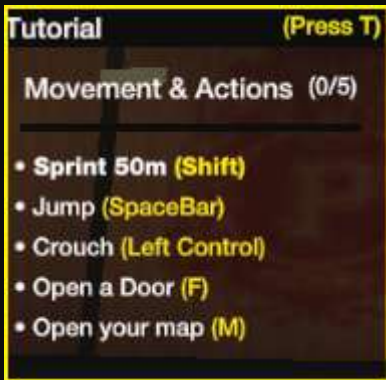 Tutorial (Press T)
Movement & Actions (0/5)
• Sprint 50m (Shift)
• Jump (SpaceBar)
• Crouch (Left Control)
• Open a Door (F)
• Open your map (M)